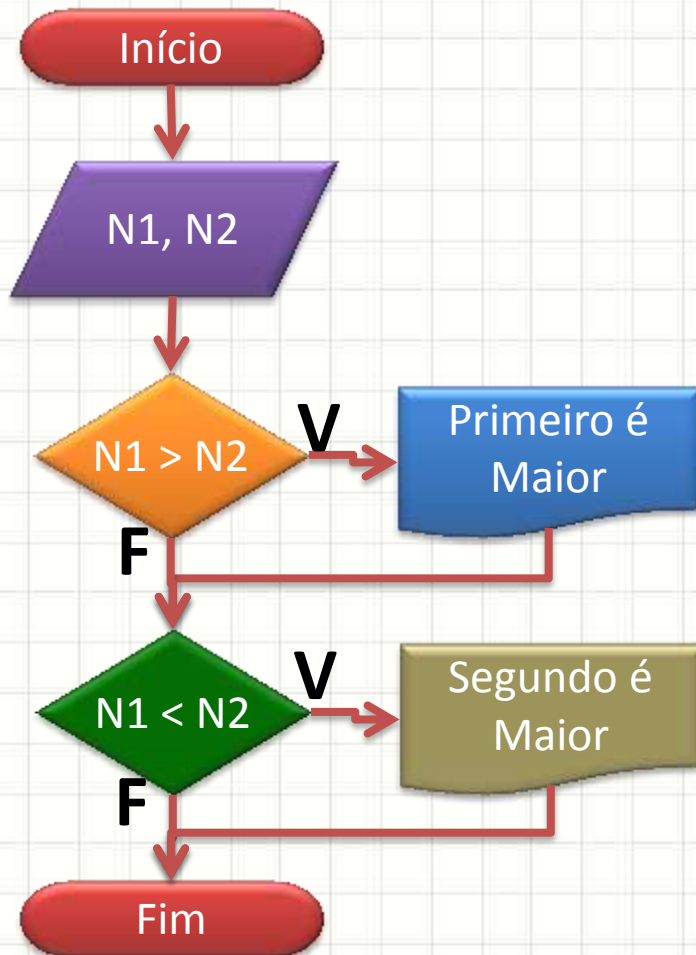 Início
N1, N2
N1 > N2
V
Primeiro é
Maior
F
N1 < N2
V
Segundo é
Maior
F
Fim